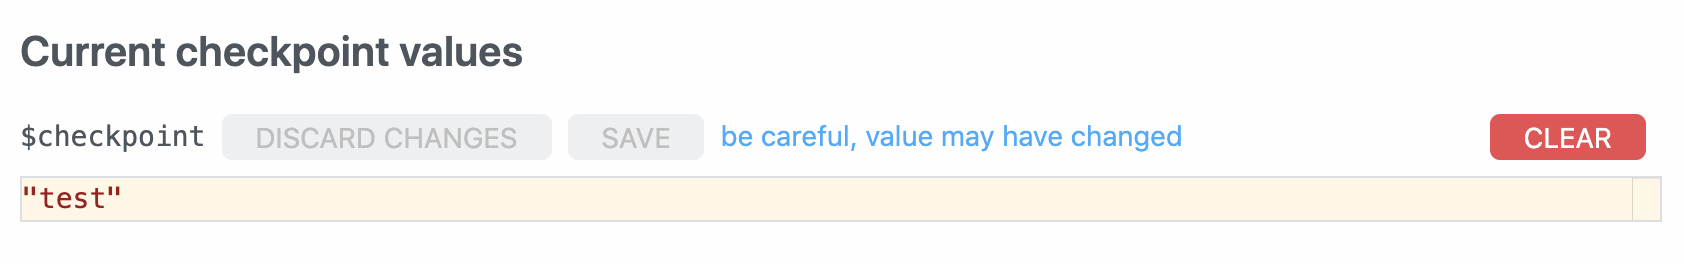 Current checkpoint values
$checkpoint DISCARD CHANGES SAVE be careful, value may have changed CLEAR
"test"